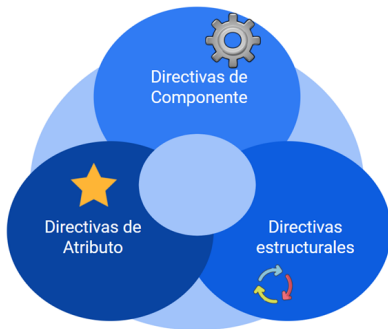 Directivas de
Componente
Directivas de
Atributo
Directivas
estructurales